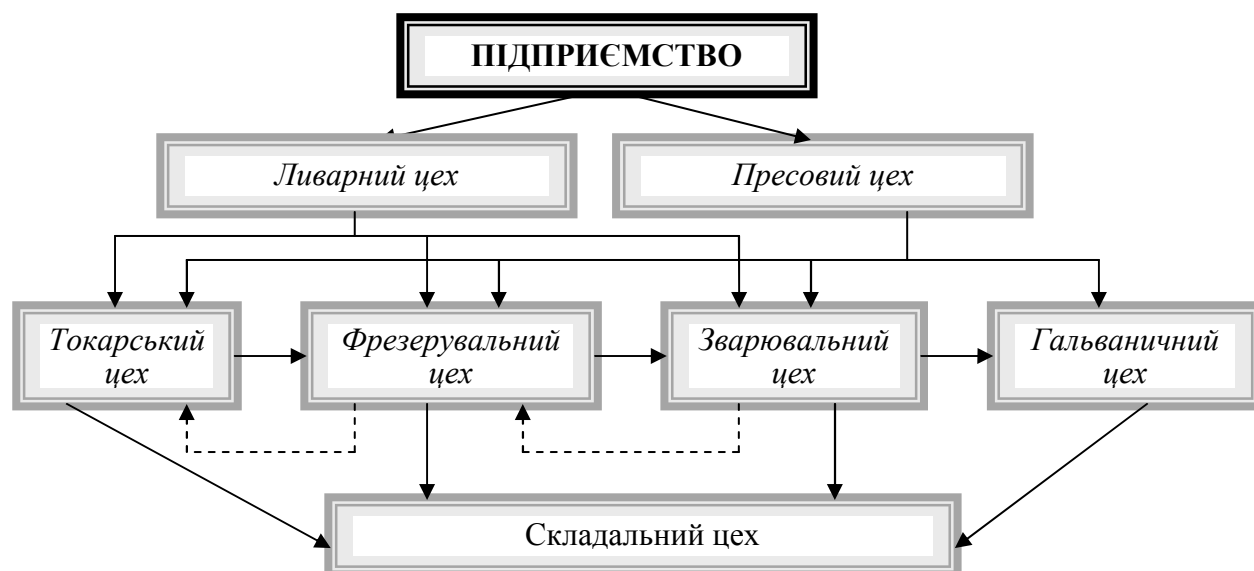 ПІДПРИЄМСТВО
Ливарний цех
Пресовий цех
Токарський
цех
Фрезерувальний
цех
Зварювальний
цех
Гальваничний
цех
Складальний цех